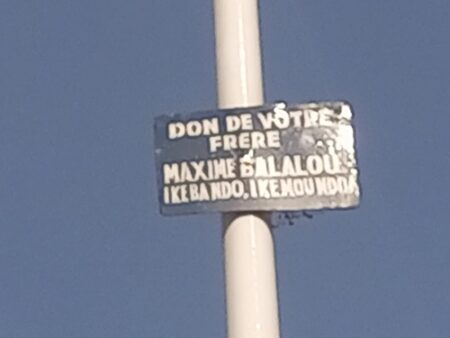 DON DE VOTRE
FRERE
MAXIME BALALOU
IKEBANDO, IKEMOUNDOA